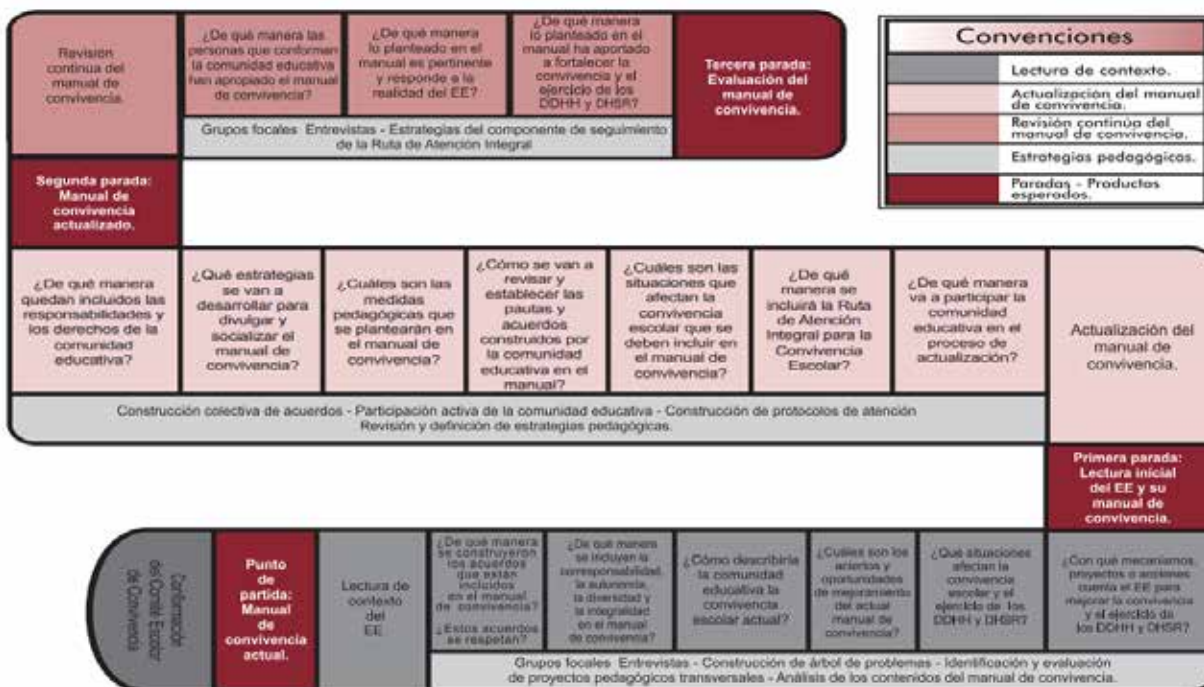 Revisión
continua del
manual de
convivencia.
¿De qué manera las
personas que conforman
la comunidad educativa
han apropiado el manual
de convivencia?
¿De qué manera
lo planteado en el
manual es pertinente
y responde a la
realidad del EE?
¿De qué manera
lo planteado en el
manual ha aportado
a fortalecer la
convivencia y el
ejercicio de los
DDHH y DHSR?
Tercera parada:
Evaluación del
manual de
convivencia.
Grupos focales Entrevistas - Estrategias del componente de seguimiento
de la Ruta de Atención Integral
Convenciones
Lectura de contexto.
Actualización del manual
de convivencia.
Revisión continúa del
manual de convivencia.
Estrategias pedagógicas.
Paradas - Productos
esperados.
Segunda parada:
Manual de
convivencia
actualizado.
¿De qué manera
quedan incluidos las
responsabilidades y
los derechos de la
comunidad
educativa?
¿Qué estrategias
se van a
desarrollar para
divulgar y
socializar el
manual de
convivencia?
¿Cuáles son las
medidas
pedagógicas que
se plantearán en
el manual de
convivencia?
¿Cómo se van a
revisar y
establecer las
pautas y
acuerdos
construidos por
la comunidad
educativa en el
manual?
¿Cuáles son las
situaciones que
afectan la
convivencia
escolar que se
deben incluir en
el manual de
convivencia?
¿De qué
manera se
incluirá la Ruta
de Atención
Integral para la
Convivencia
Escolar?
¿De qué manera
va a participar la
comunidad
educativa en el
proceso de
actualización?
Actualización del
manual de
convivencia.
Construcción colectiva de acuerdos - Participación activa de la comunidad educativa - Construcción de protocolos de atención
Revisión y definición de estrategias pedagógicas.
Primera parada:
Lectura inicial
del EE y su
manual de
convivencia.
Conformación
del Comité Escolar
de Convivencia
Punto
de
partida:
Manual
de
convivencia
actual.
Lectura de
contexto
del
EE
¿De qué manera
se construyeron
los acuerdos
que están
incluidos
en el manual
de convivencia?
¿Estos acuerdos
se respetan?
¿De qué manera
se incluyen la
corresponsabilidad,
la autonomía,
la diversidad y
la integralidad
en el manual
de convivencia?
¿Cómo describiría
la comunidad
educativa la
convivencia
escolar actual?
¿Cuáles son los
aciertos y
oportunidades
de mejoramiento
del actual
manual de
convivencia?
¿Qué situaciones
afectan la
convivencia
escolar y el
ejercicio de los
DDHH y DHSR?
¿Con qué mecanismos,
proyectos o acciones
cuenta el EE para
mejorar la convivencia
y el ejercicio de
los DDHH y DHSR?
Grupos focales Entrevistas - Construcción de árbol de problemas - Identificación y evaluación
de proyectos pedagógicos transversales - Análisis de los contenidos del manual de convivencia.